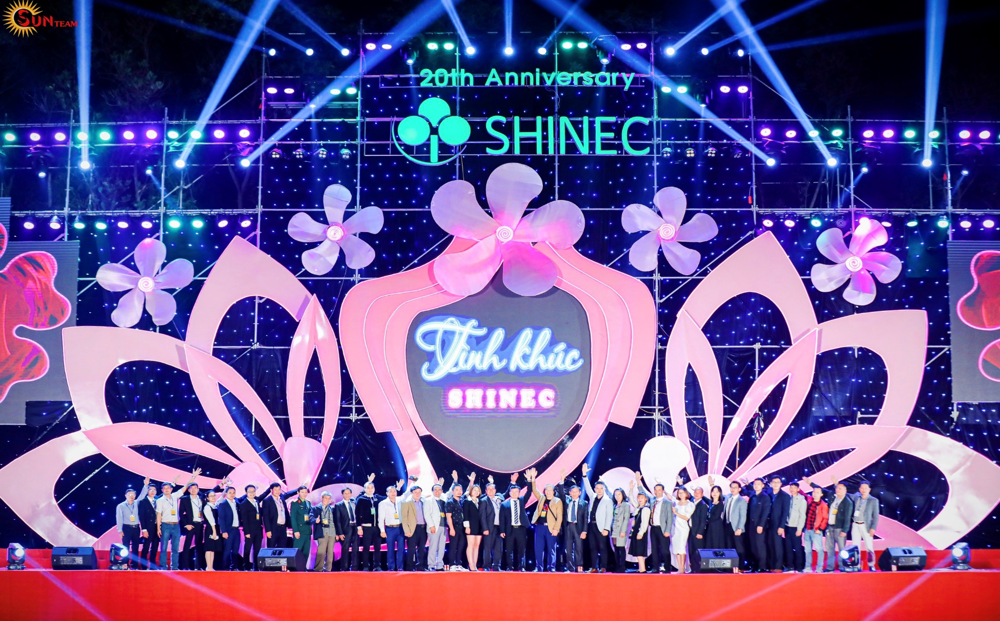 SUN TEAM
20th Anniversary
SHINEC
Tình khúc
SHINEC